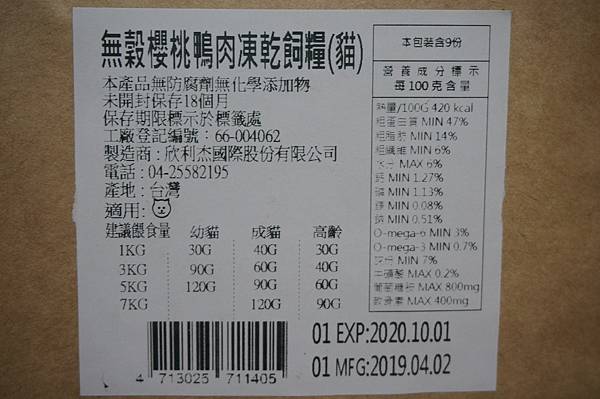 無穀櫻桃鴨肉凍乾飼糧(貓)
本產品無防腐劑無化學添加物
未開封保存18個月
保存期限標示於標籤處
工廠登記編號：66-004062
製造商：欣利杰國際股份有限公司
電話：04-25582195
產地：台灣
適用：
建議餵食量 幼貓 成貓 高齡
1KG 30G 40G 30G
3KG 90G 60G 40G
5KG 120G 90G 60G
7KG 120G 90G
本包裝含9份
營養成分標示
每100克含量
熱量/100G 420 kcal
粗蛋白質 MIN 47%
粗脂肪 MIN 14%
粗纖維 MIN 6%
水分 MAX 6%
鈣 MIN 1.27%
磷 MIN 1.13%
鎂 MIN 0.08%
鈉 MIN 0.51%
O-mega-6 MIN 3%
O-mega-3 MIN 0.7%
灰份 MIN 7%
牛磺酸 MAX 0.2%
葡萄糖胺 MAX 800mg
軟骨素 MAX 400mg
01 EXP:2020.10.01
01 MFG:2019.04.02
4 713025 711405